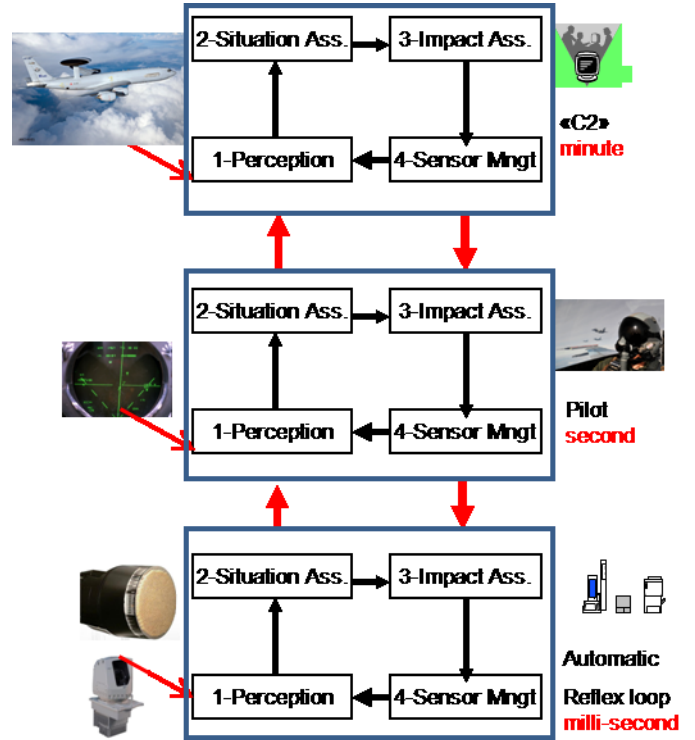 2-Situation Ass.
3-Impact Ass.
1-Perception
4-Sensor Mngt
«C2»
minute
2-Situation Ass.
3-Impact Ass.
1-Perception
4-Sensor Mngt
Pilot
second
2-Situation Ass.
3-Impact Ass.
1-Perception
4-Sensor Mngt
Automatic
Reflex loop
milli-second